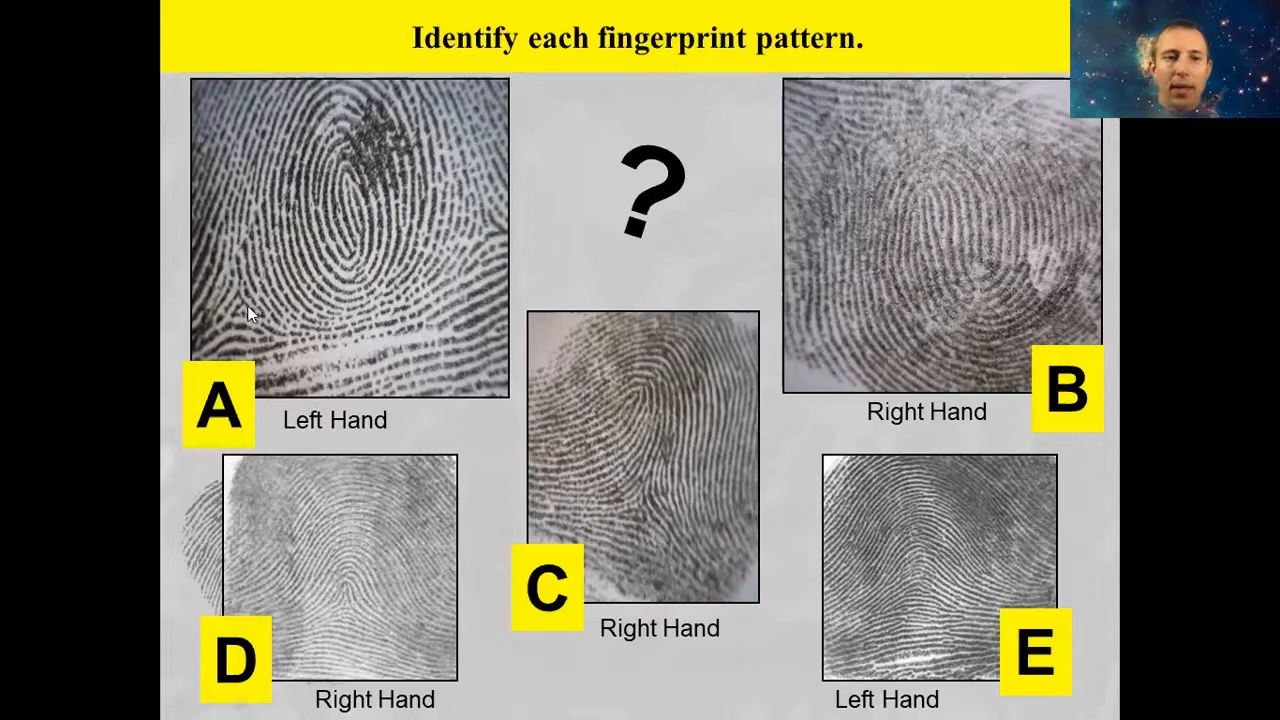 Identify each fingerprint pattern.
?
A
Left Hand
B
Right Hand
C
Right Hand
D
Right Hand
E
Left Hand